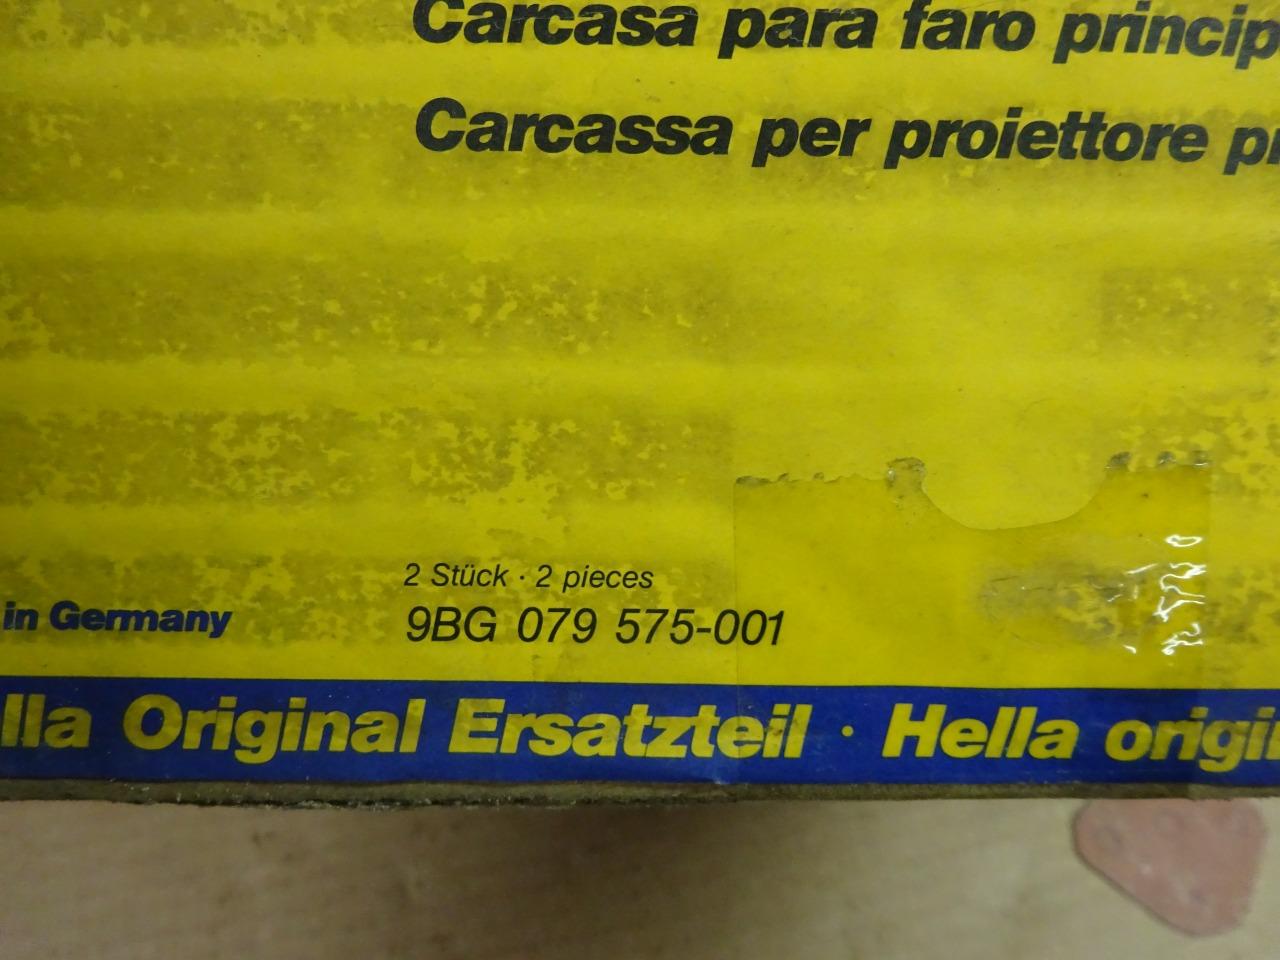 Carcasa para faro princip
Carcassa per proiettore pr
2 Stück · 2 pieces
in Germany
9BG 079 575-001
lla Original Ersatzteil · Hella origi